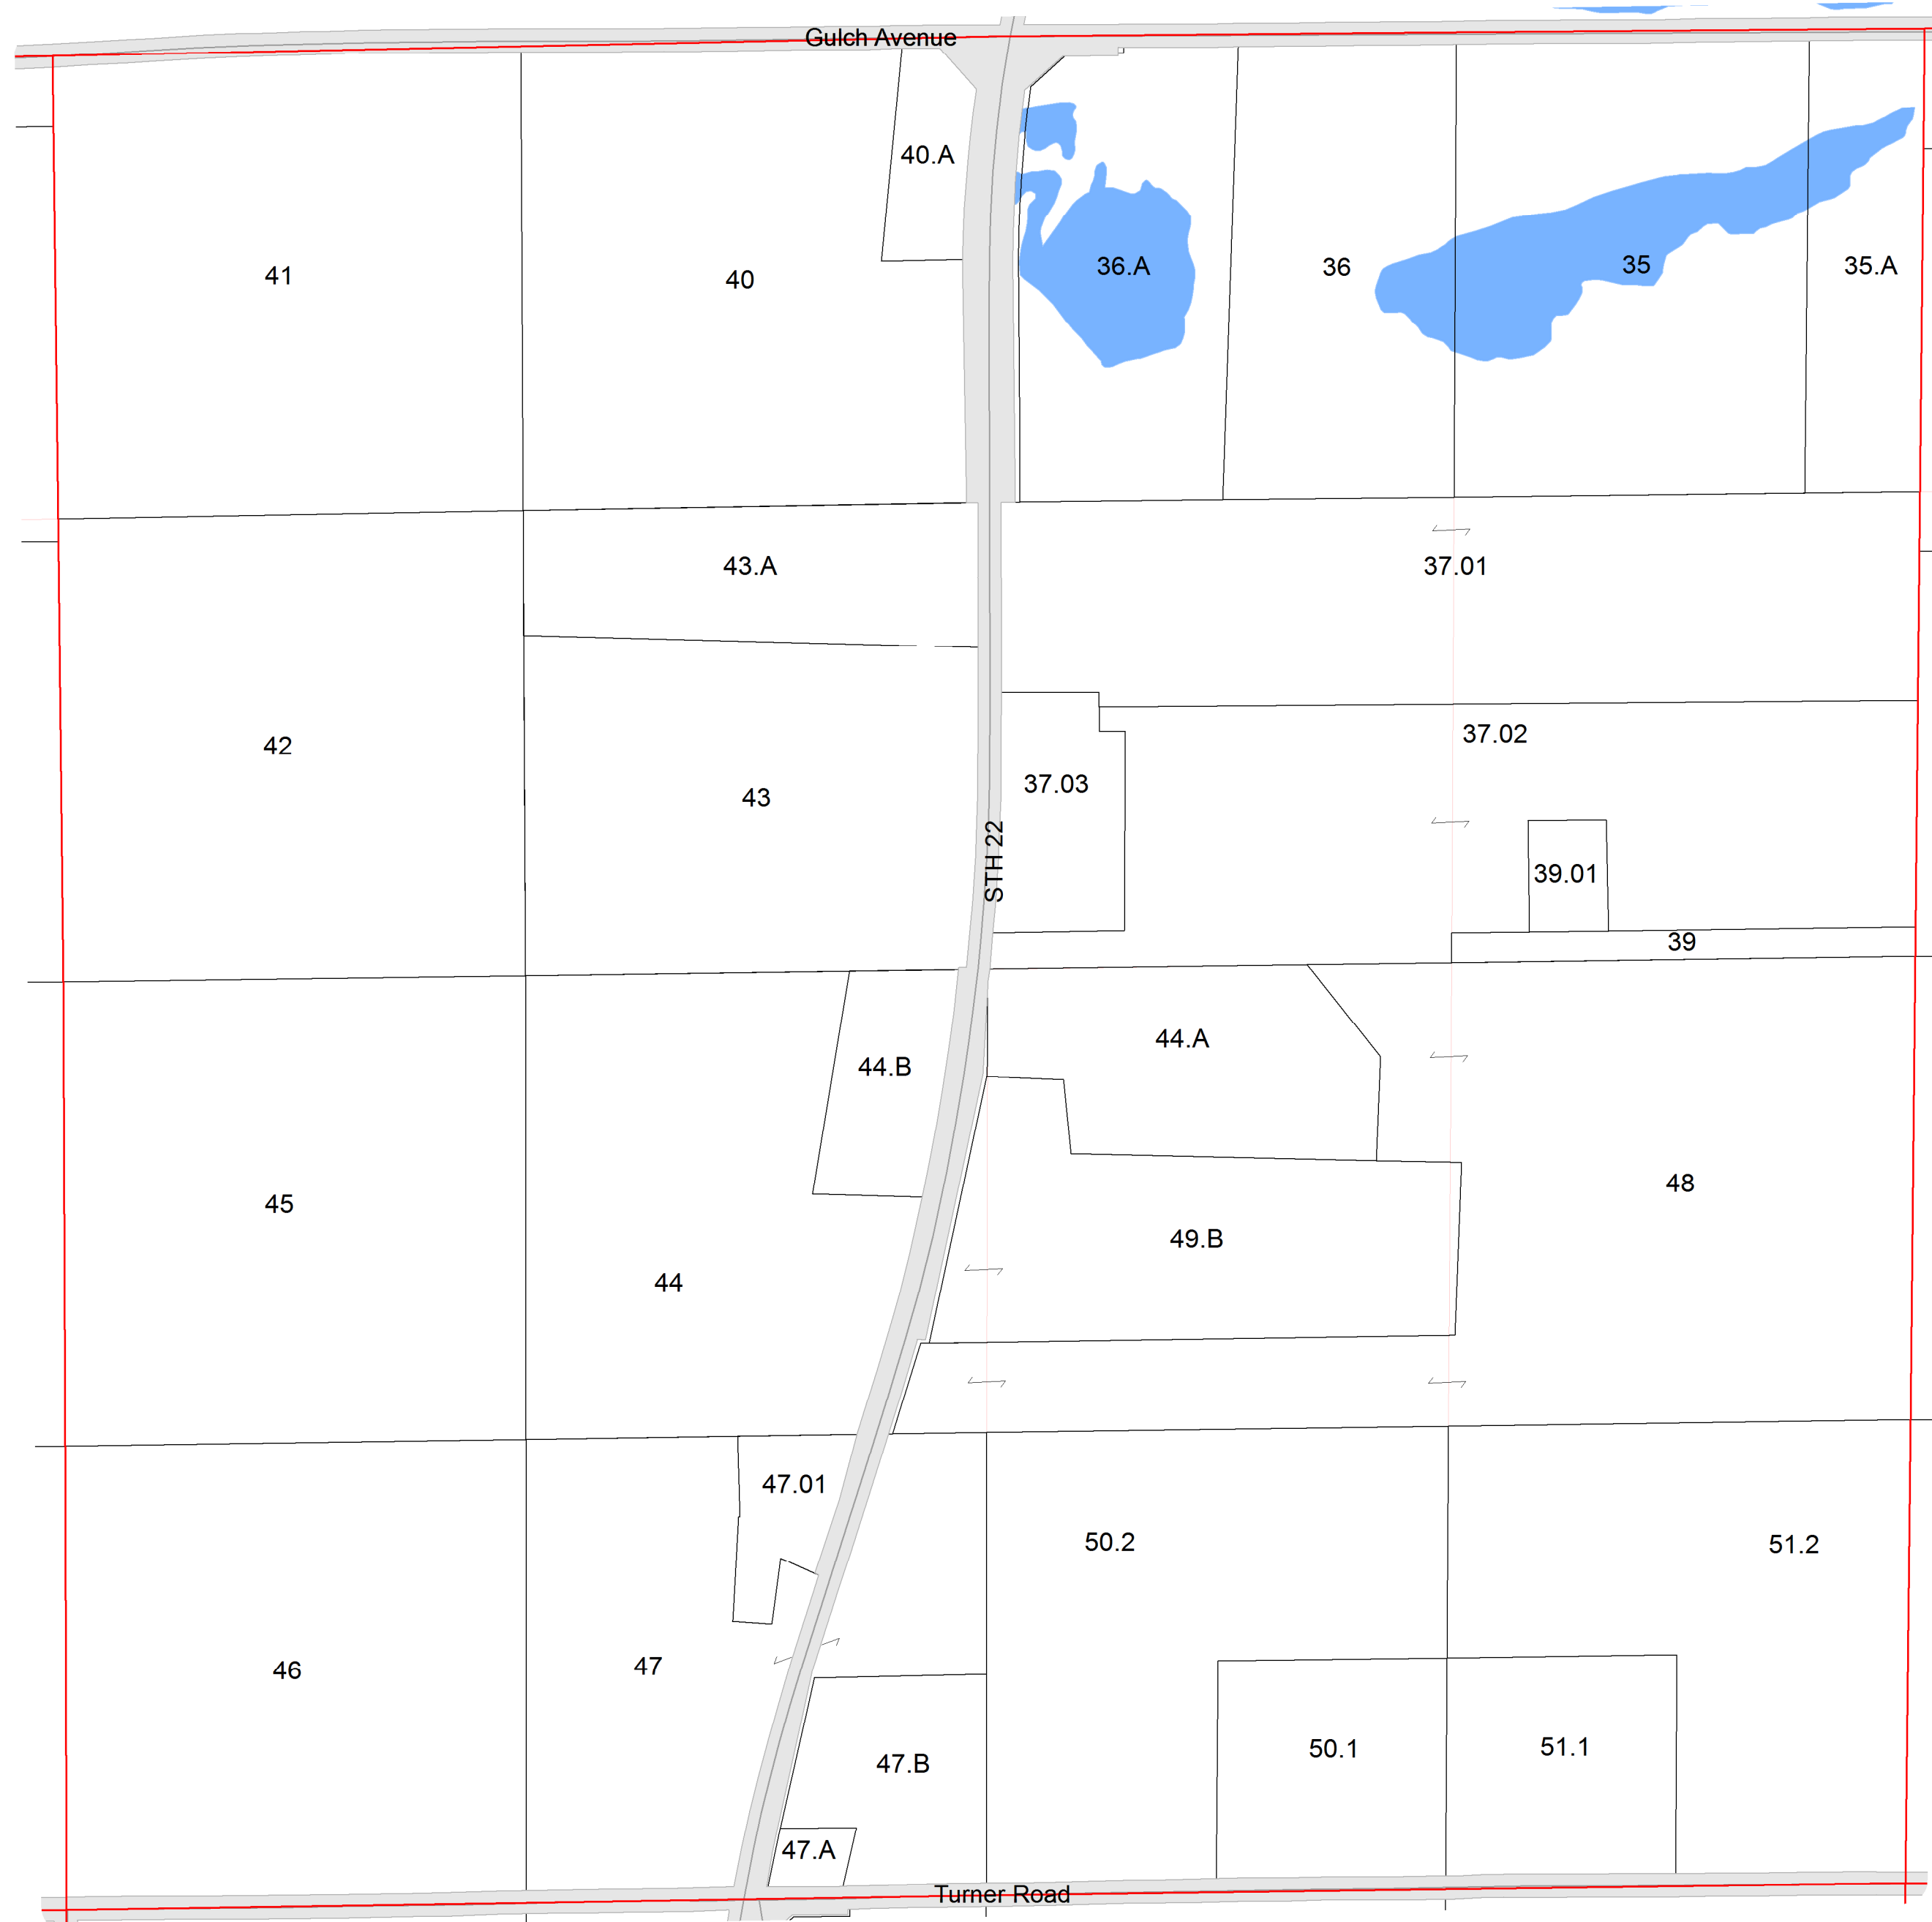 Gulch Avenue
40.A
41
40
36.A
36
35
35.A
43.A
37.01
42
43
37.03
37.02
STH 22
39.01
39
44.B
44.A
45
44
49.B
48
47.01
50.2
51.2
46
47
47.B
50.1
51.1
47.A
Turner Road